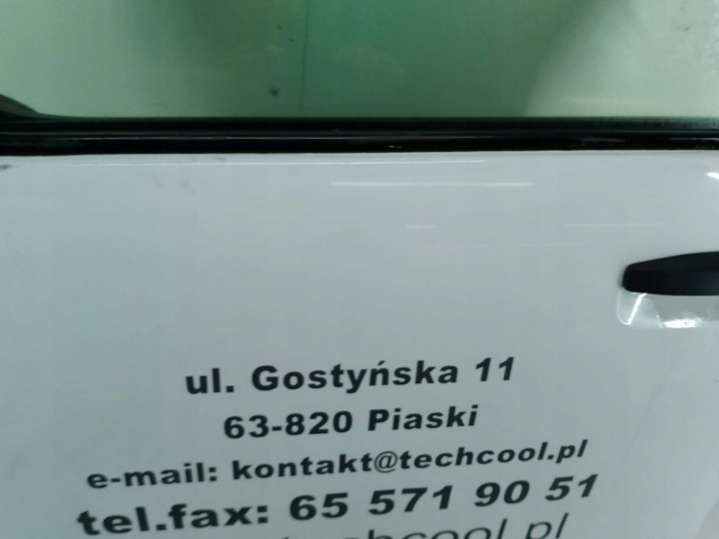 ul. Gostyńska 11
63-820 Piaski
e-mail: kontakt@techcool.pl
tel.fax: 65 571 90 51